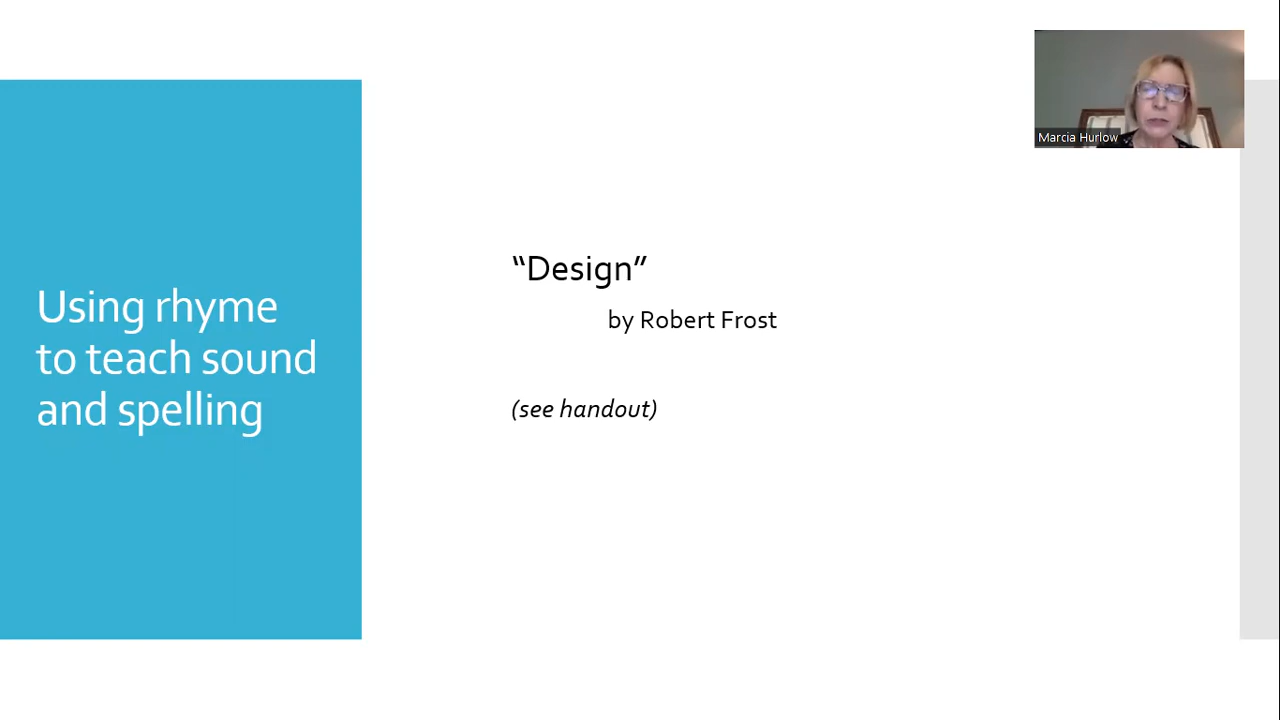 Using rhyme
to teach sound
and spelling
“Design”
by Robert Frost
(see handout)
Marcia Hurlow